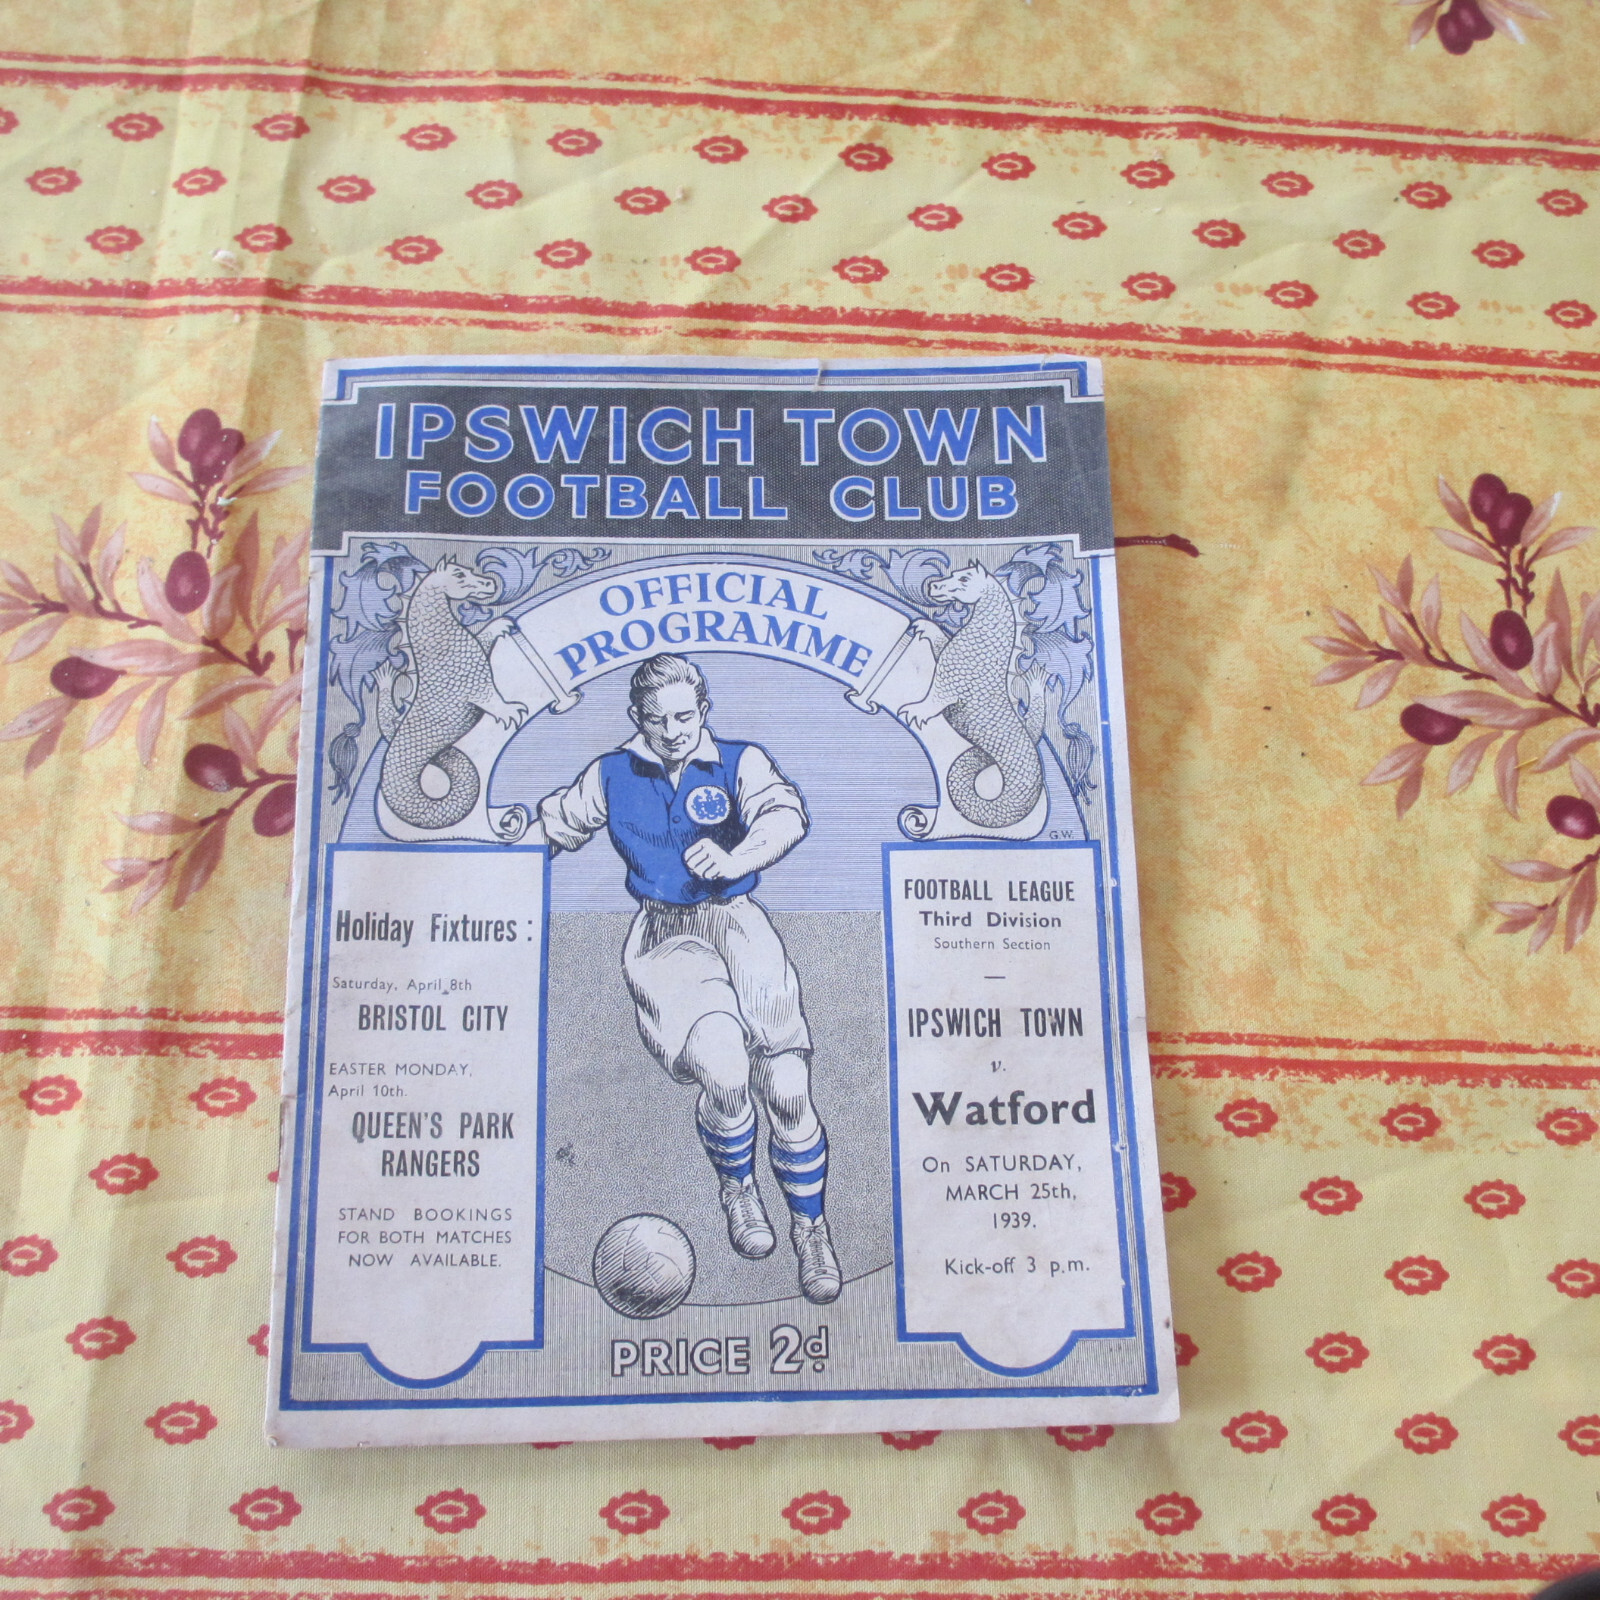 IPSWICH TOWN
FOOTBALL CLUB
OFFICIAL
PROGRAMME
G.W.
Holiday Fixtures :
Saturday, April 8th
BRISTOL CITY
EASTER MONDAY,
April 10th.
QUEEN'S PARK
RANGERS
STAND BOOKINGS
FOR BOTH MATCHES
NOW AVAILABLE.
FOOTBALL LEAGUE
Third Division
Southern Section
—
IPSWICH TOWN
v.
Watford
On SATURDAY,
MARCH 25th,
1939.
Kick-off 3 p.m.
PRICE 2d.